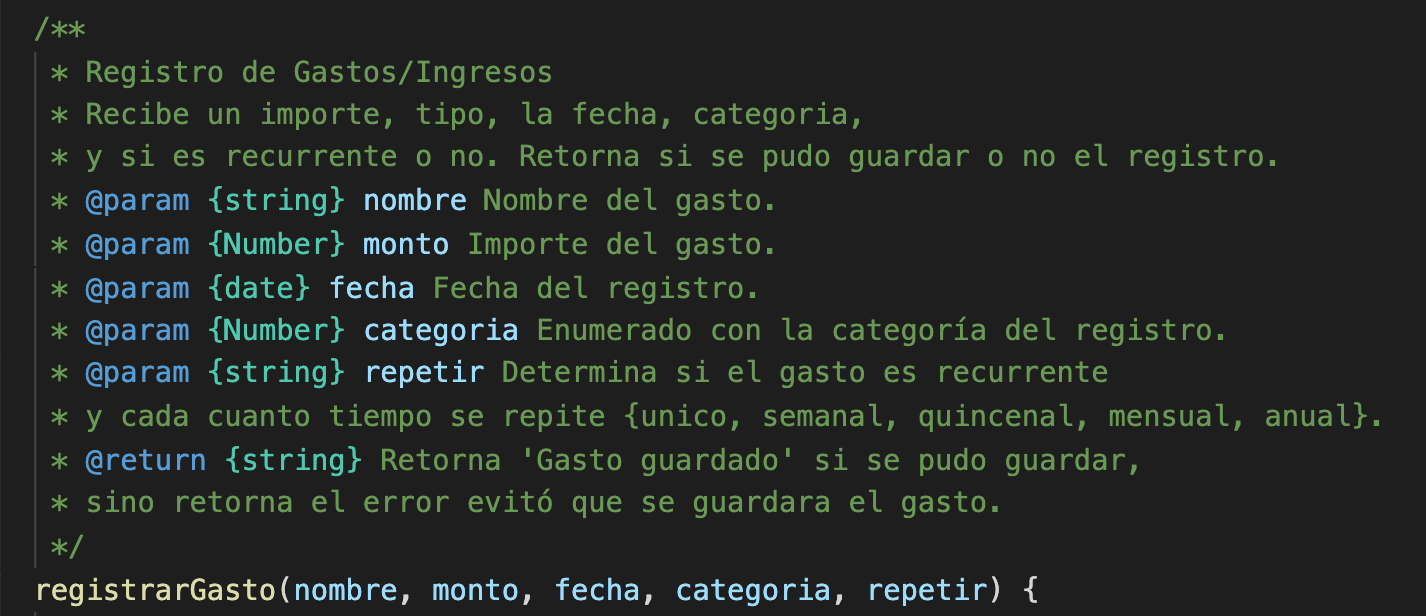 /**
* Registro de Gastos/Ingresos
* Recibe un importe, tipo, la fecha, categoria,
* y si es recurrente o no. Retorna si se pudo guardar o no el registro.
* @param {string} nombre Nombre del gasto.
* @param {Number} monto Importe del gasto.
* @param {date} fecha Fecha del registro.
* @param {Number} categoria Enumerado con la categoría del registro.
* @param {string} repetir Determina si el gasto es recurrente
* y cada cuanto tiempo se repite {unico, semanal, quincenal, mensual, anual}.
* @return {string} Retorna 'Gasto guardado' si se pudo guardar,
* sino retorna el error evitó que se guardara el gasto.
*/
registrarGasto(nombre, monto, fecha, categoria, repetir) {